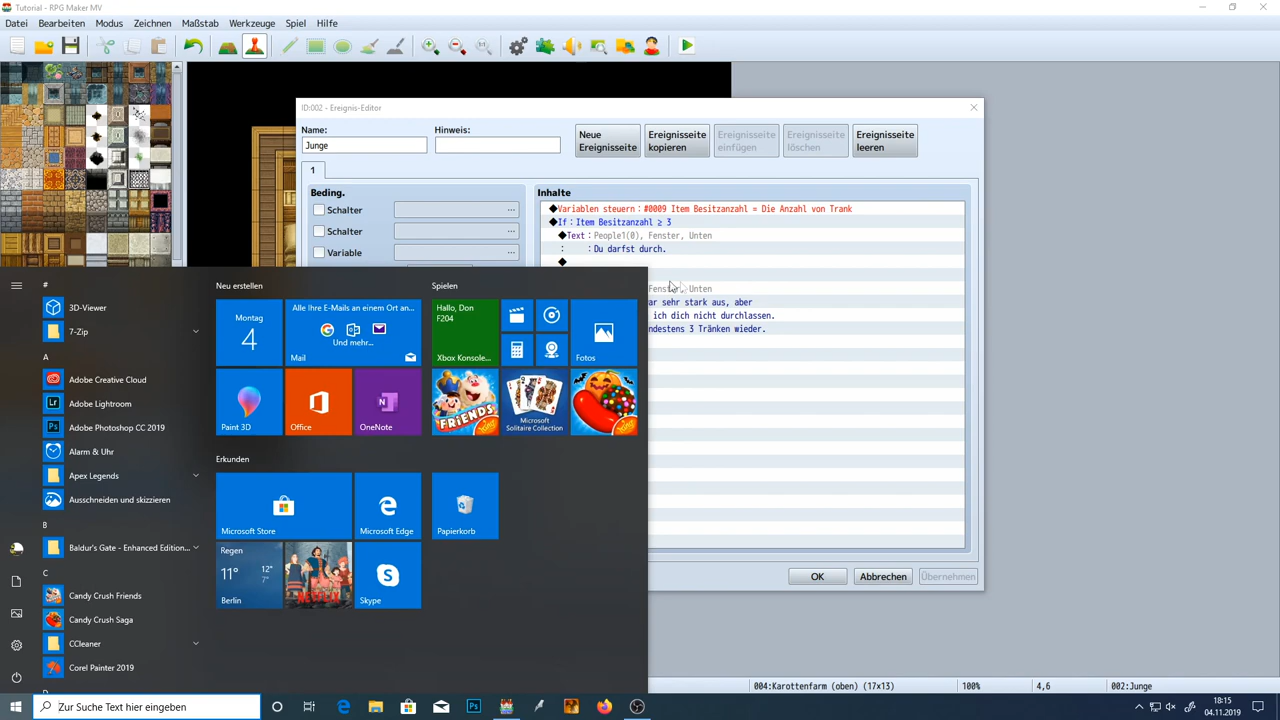 Tutorial - RPG Maker MV
Datei Bearbeiten Modus Zeichnen Maßstab Werkzeuge Spiel Hilfe
1:1
ID:002 - Ereignis-Editor
Name:
Junge
Hinweis:
Neue Ereignisseite
Ereignisseite kopieren
Ereignisseite einfügen
Ereignisseite löschen
Ereignisseite leeren
1
Beding.
Schalter ...
Schalter ...
Variable ...
Inhalte
◆Variablen steuern：#0009 Item Besitzanzahl = Die Anzahl von Trank
◆If：Item Besitzanzahl ≥ 3
◆Text：People1(0), Fenster, Unten
：：Du darfst durch.
◆
Fenster, Unten
ar sehr stark aus, aber
ich dich nicht durchlassen.
ndestens 3 Tränken wieder.
OK
Abbrechen
Übernehmen
#
3D-Viewer
7-Zip
A
Adobe Creative Cloud
Adobe Lightroom
Adobe Photoshop CC 2019
Alarm & Uhr
Apex Legends
Ausschneiden und skizzieren
B
Baldur's Gate - Enhanced Edition...
C
Candy Crush Friends
Candy Crush Saga
CCleaner
Corel Painter 2019
Neu erstellen
Montag
4
Alle Ihre E-Mails an einem Ort an...
Und mehr...
Mail
Paint 3D
Office
OneNote
Erkunden
Microsoft Store
Microsoft Edge
Regen
11° 12° 7°
Berlin
NETFLIX
Skype
Spielen
Hallo, Don F204
Xbox Konsole...
Fotos
FRIENDS
Microsoft Solitaire Collection
Papierkorb
004:Karottenfarm (oben) (17x13)
100%
4,6
002:Junge
Zur Suche Text hier eingeben
18:15
04.11.2019